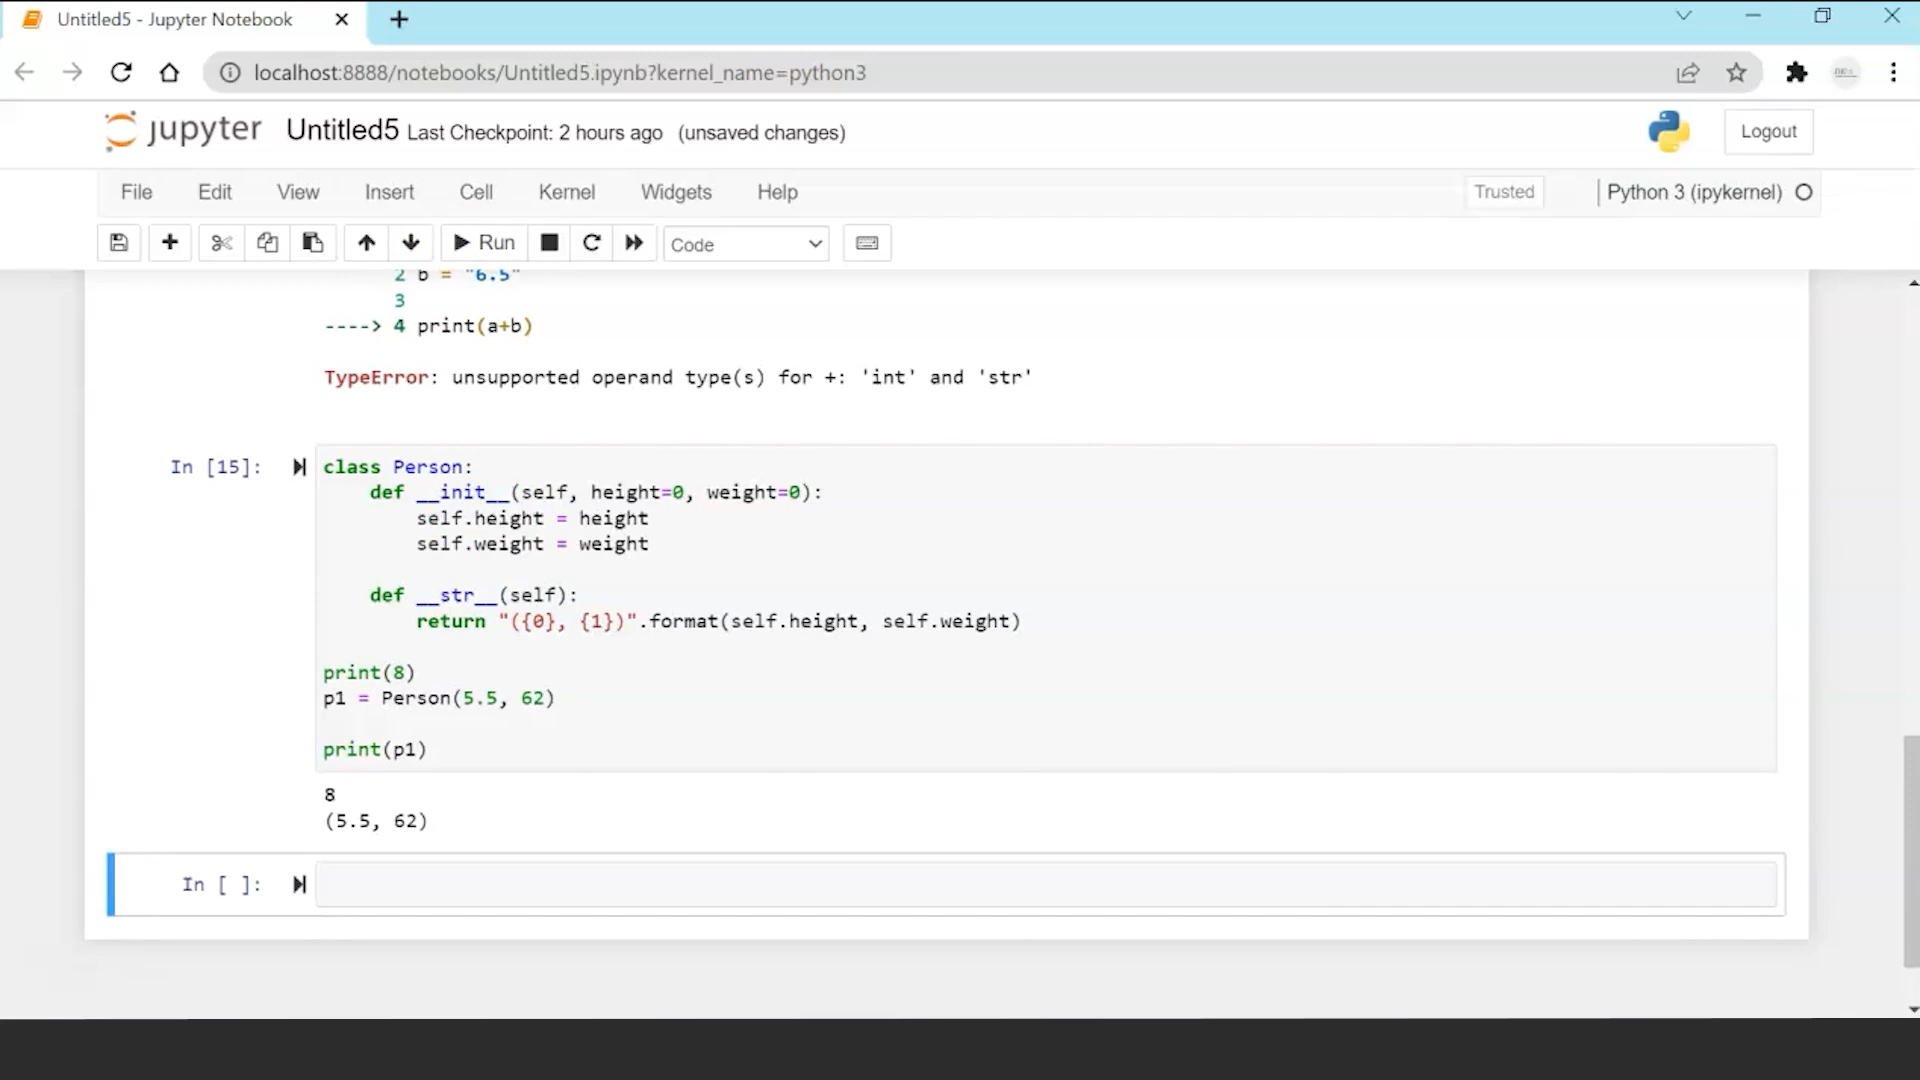 Untitled5 - Jupyter Notebook
localhost:8888/notebooks/Untitled5.ipynb?kernel_name=python3
jupyter Untitled5 Last Checkpoint: 2 hours ago (unsaved changes)
Logout
File Edit View Insert Cell Kernel Widgets Help
Trusted
Python 3 (ipykernel)
Run
Code
2 b = "6.5"
3
----> 4 print(a+b)
TypeError: unsupported operand type(s) for +: 'int' and 'str'
In [15]:
class Person:
    def __init__(self, height=0, weight=0):
        self.height = height
        self.weight = weight
    def __str__(self):
        return "({0}, {1})".format(self.height, self.weight)
print(8)
p1 = Person(5.5, 62)
print(p1)
8
(5.5, 62)
In [ ]: